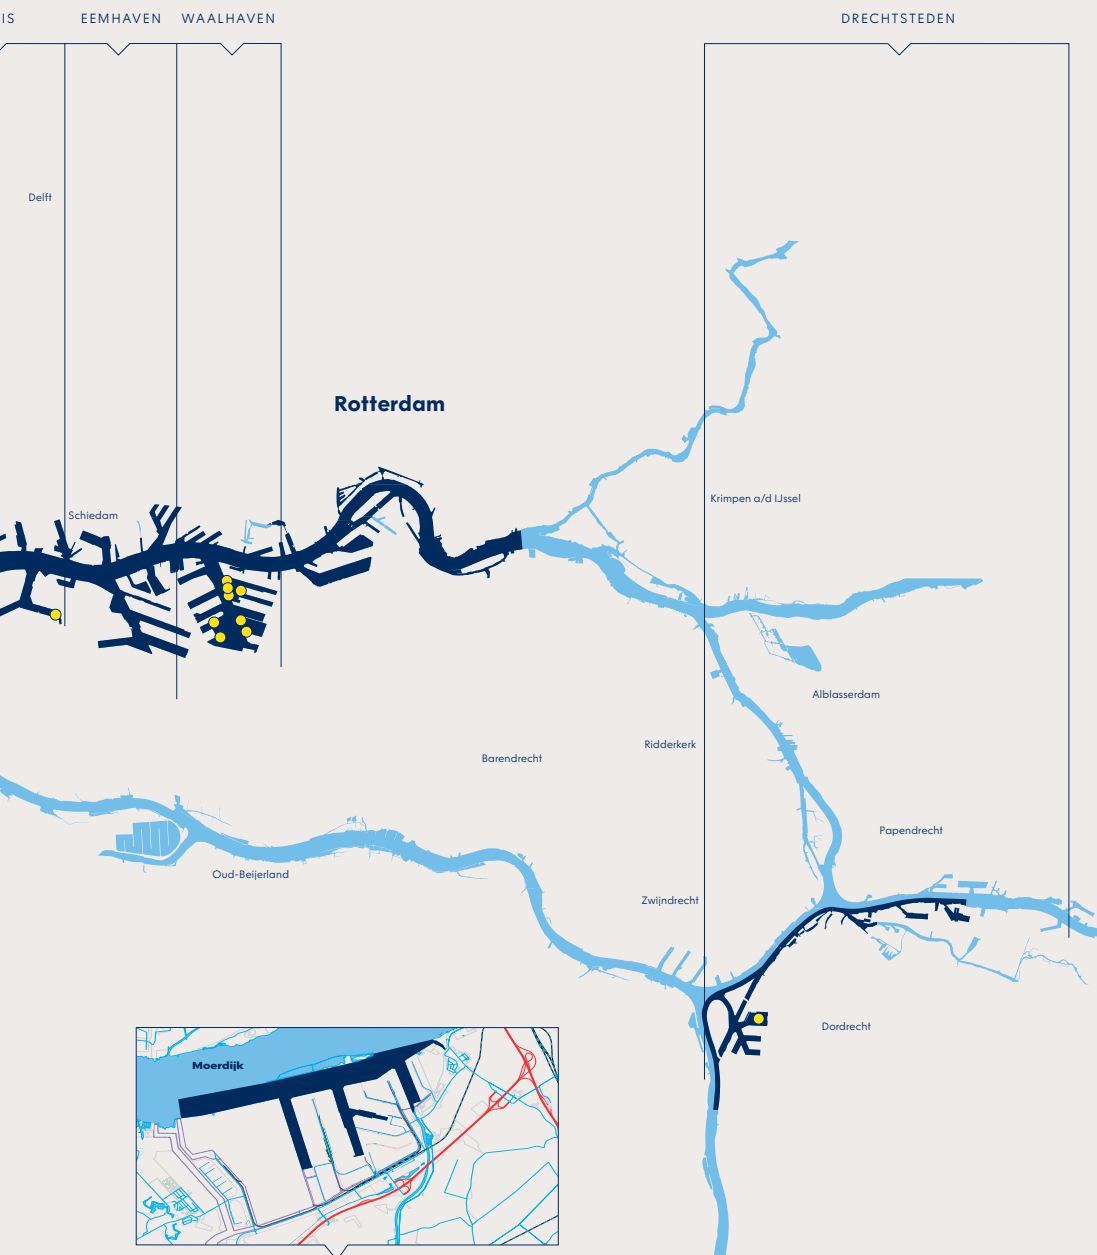 IS
EEMHAVEN
WAALHAVEN
DRECHTSTEDEN
Delft
Rotterdam
Krimpen a/d IJssel
Schiedam
Alblasserdam
Ridderkerk
Barendrecht
Papendrecht
Oud-Beijerland
Zwijndrecht
Dordrecht
Moerdijk